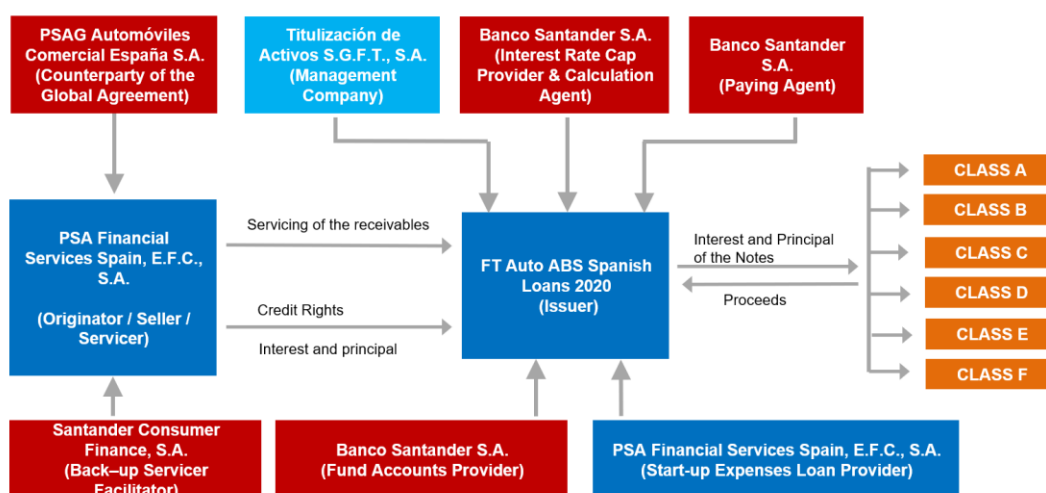 PSAG Automóviles
Comercial España S.A.
(Counterparty of the
Global Agreement)
Titulización de
Activos S.G.F.T., S.A.
(Management
Company)
Banco Santander S.A.
(Interest Rate Cap
Provider & Calculation
Agent)
Banco Santander
S.A.
(Paying Agent)
PSA Financial
Services Spain, E.F.C.,
S.A.
(Originator / Seller /
Servicer)
Servicing of the receivables
Credit Rights
Interest and principal
FT Auto ABS Spanish
Loans 2020
(Issuer)
Interest and Principal
of the Notes
Proceeds
CLASS A
CLASS B
CLASS C
CLASS D
CLASS E
CLASS F
Santander Consumer
Finance, S.A.
(Back–up Servicer
Facilitator)
Banco Santander S.A.
(Fund Accounts Provider)
PSA Financial Services Spain, E.F.C., S.A.
(Start-up Expenses Loan Provider)